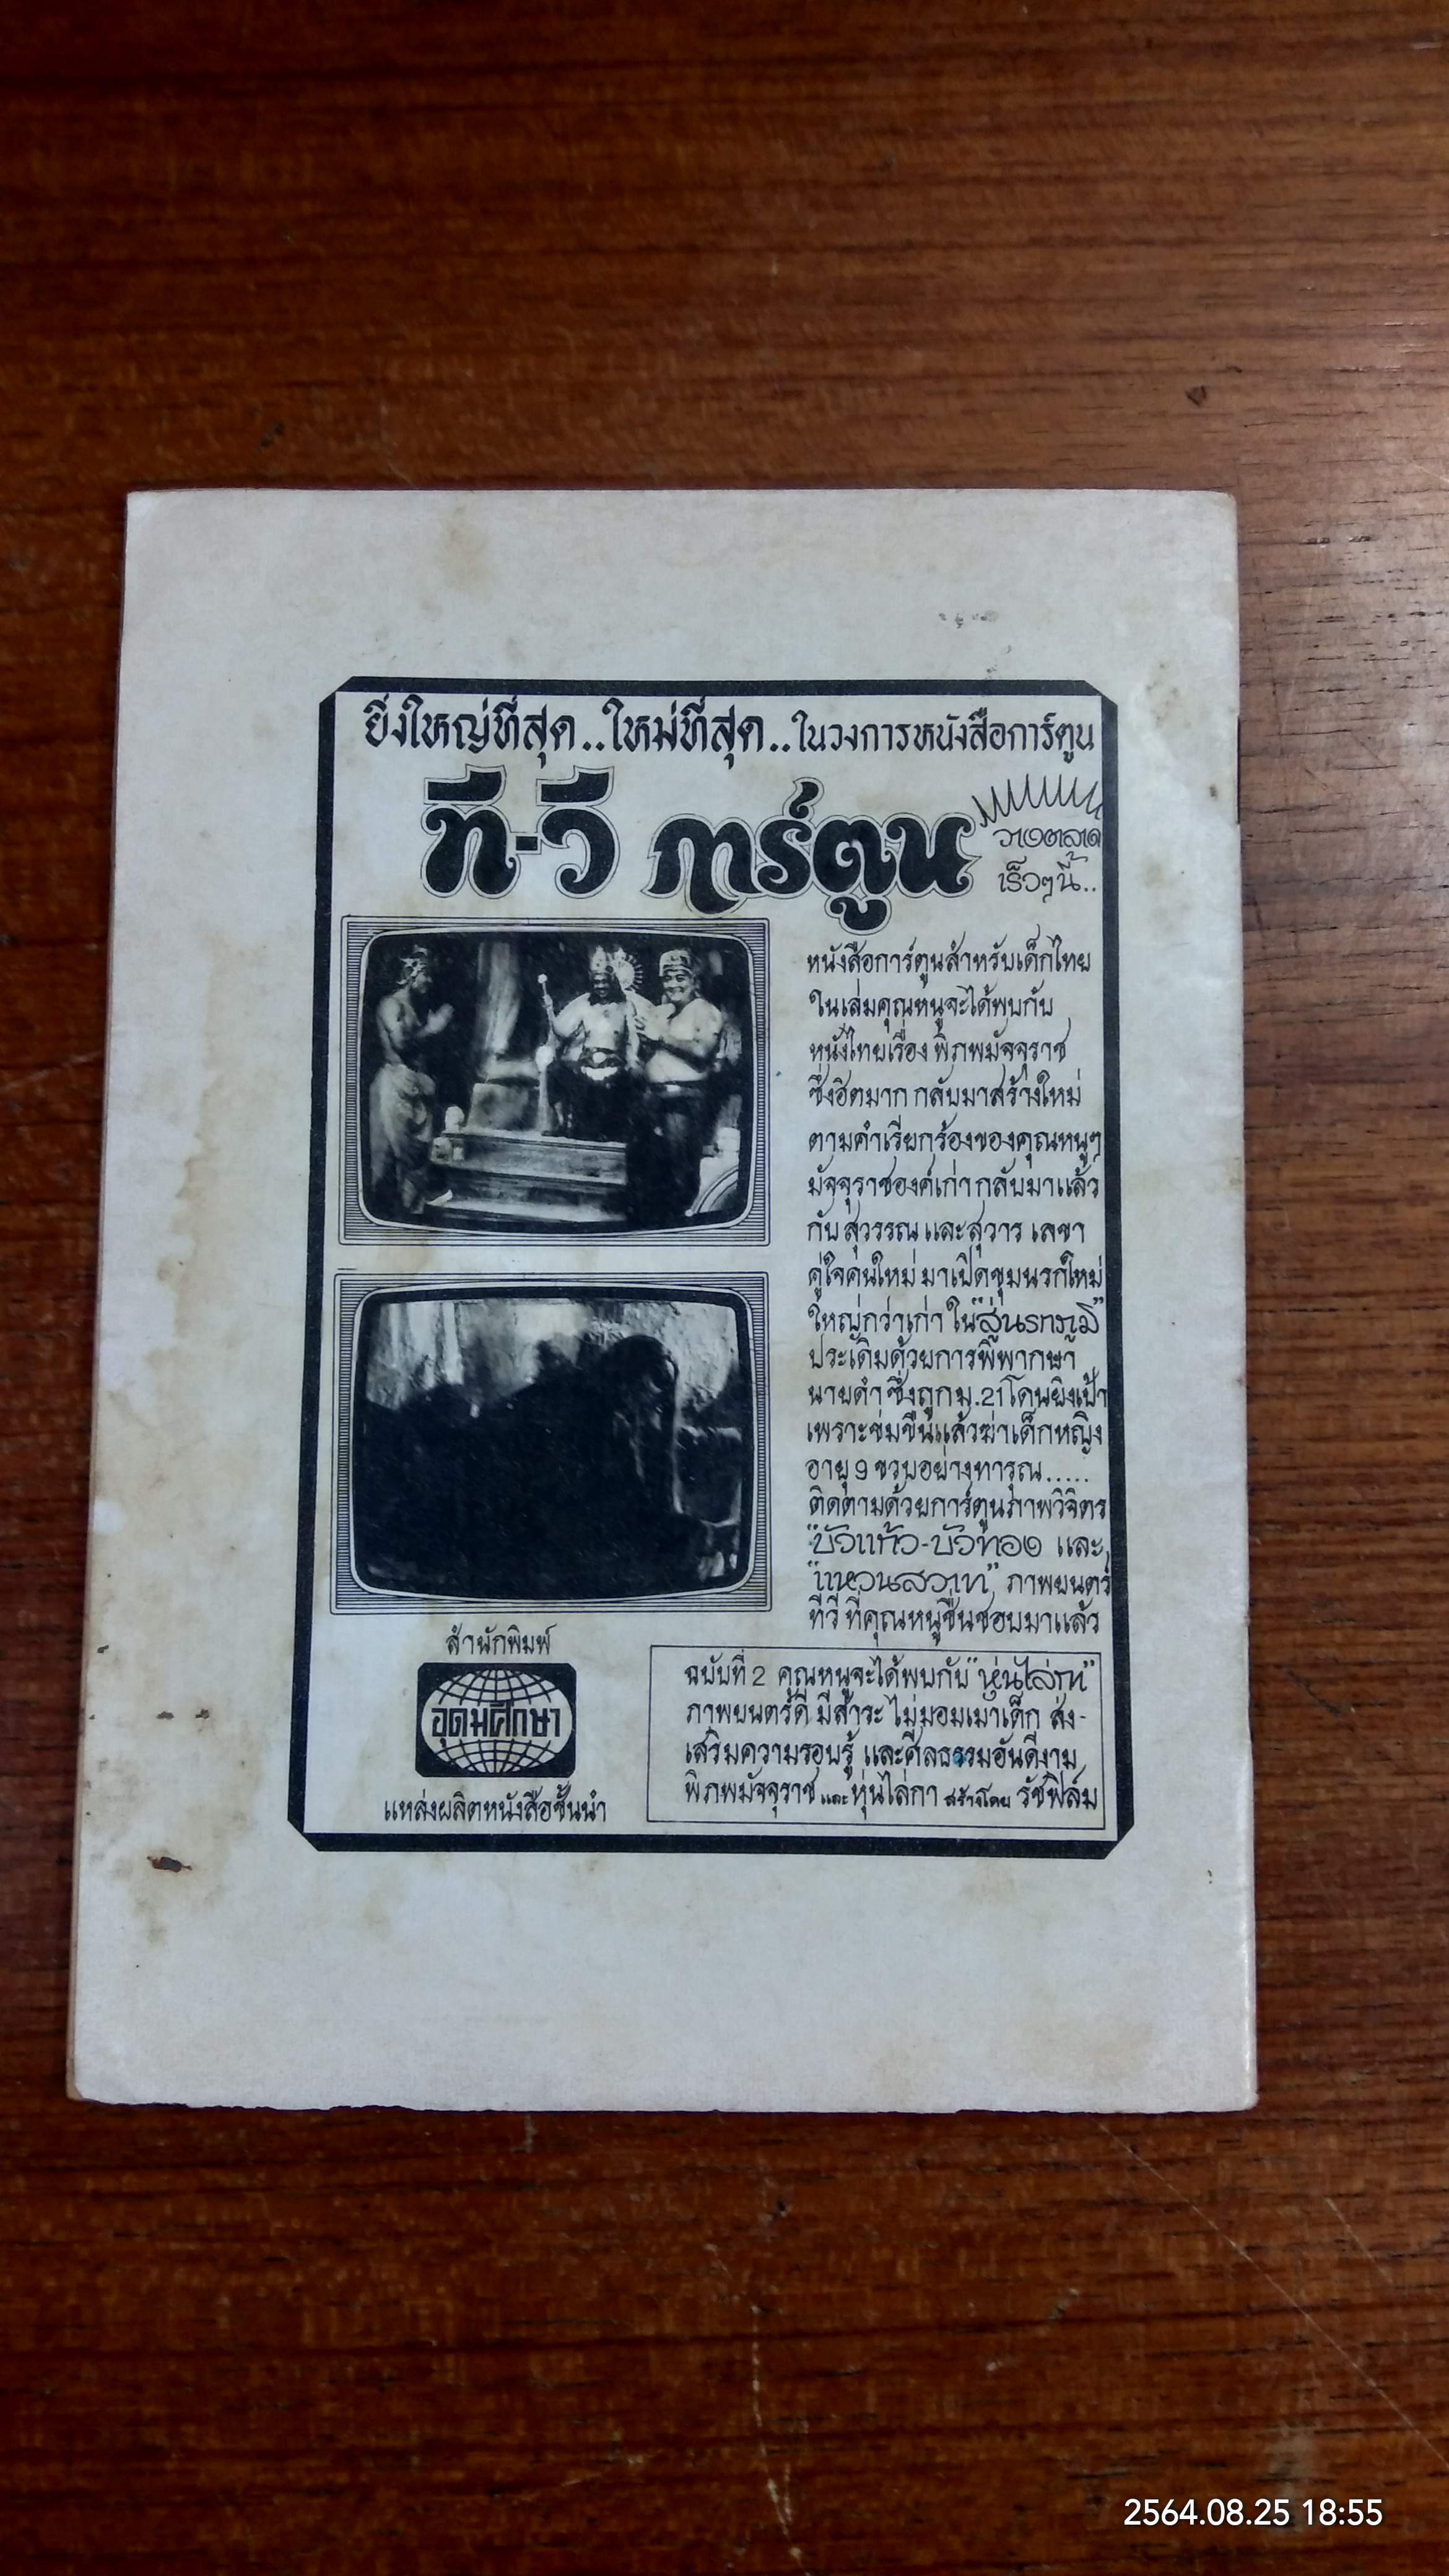 ยิ่งใหญ่ที่สุด..ใหม่ที่สุด..ในวงการหนังสือการ์ตูน
ที-วี การ์ตูน
วางตลาด
เร็วๆนี้..
หนังสือการ์ตูนสำหรับเด็กไทย
ในเล่มคุณหนูจะได้พบกับ
หนังไทยเรื่อง พิภพมัจจุราช
ซึ่งฮิตมาก กลับมาสร้างใหม่
ตามคำเรียกร้องของคุณหนูๆ
มัจจุราชองค์เก่ากลับมาแล้ว
กับ สุวรรณ และสุวาร เลขา
คู่ใจคนใหม่ มาเปิดขุมนรกใหม่
ใหญ่กว่าเก่า ใน"สู่นรกภูมิ"
ประเดิมด้วยการพิพากษา
นายดำ ซึ่งถูกม.21โดนยิงเป้า
เพราะข่มขืนแล้วฆ่าเด็กหญิง
อายุ 9 ขวบอย่างทารุณ.....
ติดตามด้วยการ์ตูนภาพวิจิตร
"บัวแก้ว-บัวทอง และ
"แหวนสวาท" ภาพยนตร์
ทีวี ที่คุณหนูชื่นชอบมาแล้ว
สำนักพิมพ์
อุดมศึกษา
แหล่งผลิตหนังสือชั้นนำ
ฉบับที่ 2 คุณหนูจะได้พบกับ "หุ่นไล่กา"
ภาพยนตร์ดี มีสาระ ไม่มอมเมาเด็ก ส่ง-
เสริมความรอบรู้ และศีลธรรมอันดีงาม
พิภพมัจจุราช และ หุ่นไล่กา สร้างโดย รัชฟิล์ม
2564.08.25 18:55